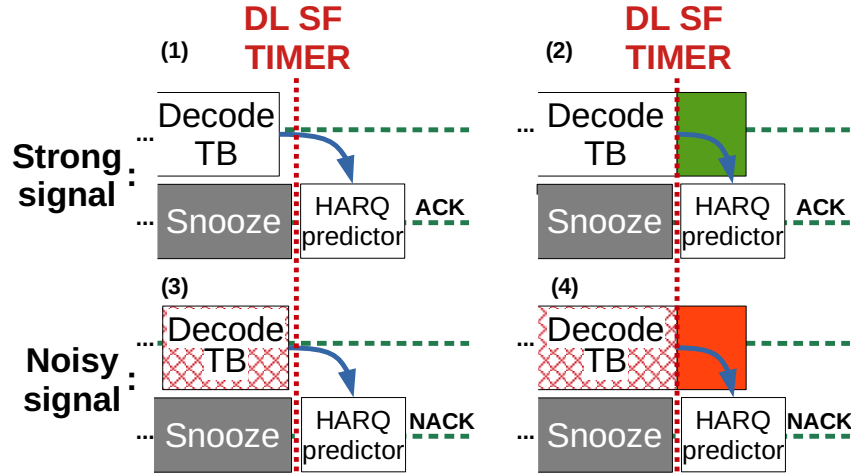 DL SF
TIMER
DL SF
TIMER
(1)
(2)
Strong
signal
:
...
Decode
TB
...
Snooze
HARQ
predictor
ACK
...
Decode
TB
...
Snooze
HARQ
predictor
ACK
(3)
(4)
Noisy
signal
:
...
Decode
TB
...
Snooze
HARQ
predictor
NACK
...
Decode
TB
...
Snooze
HARQ
predictor
NACK